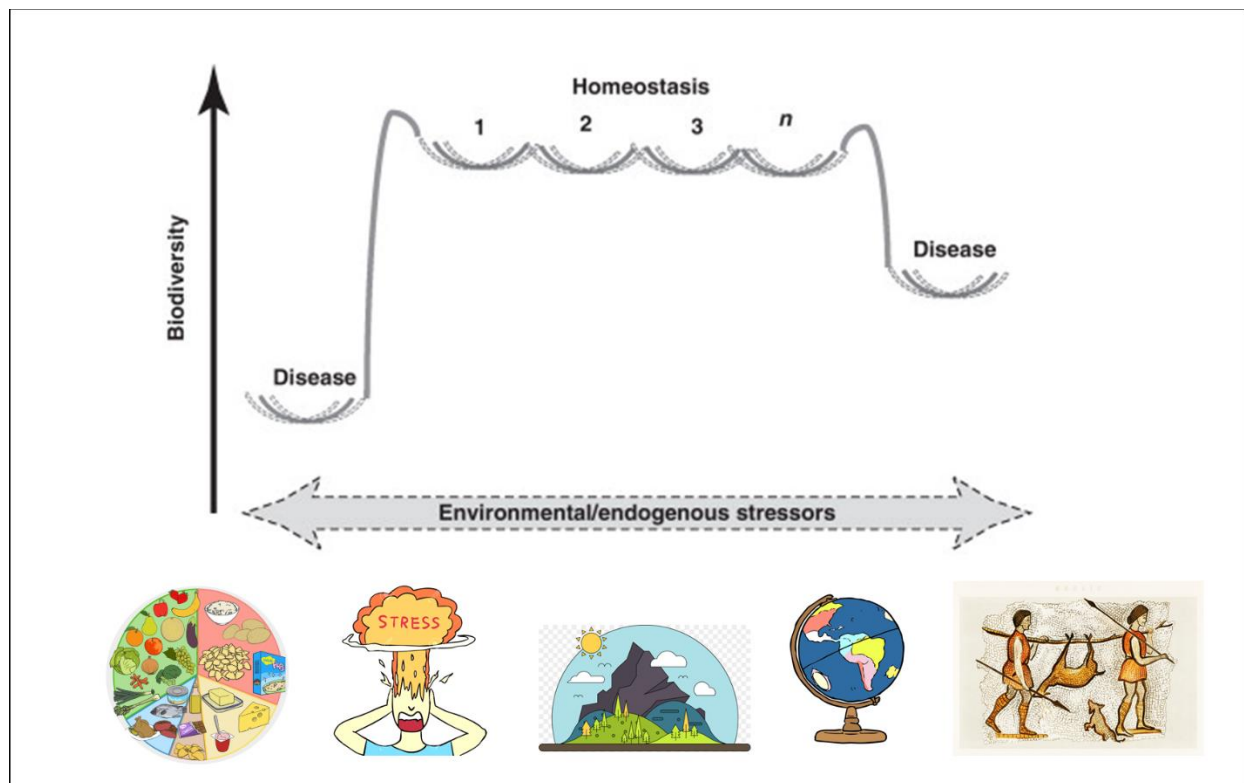 Homeostasis
1 2 3 n
Biodiversity
Disease
Disease
Environmental/endogenous stressors
STRESS